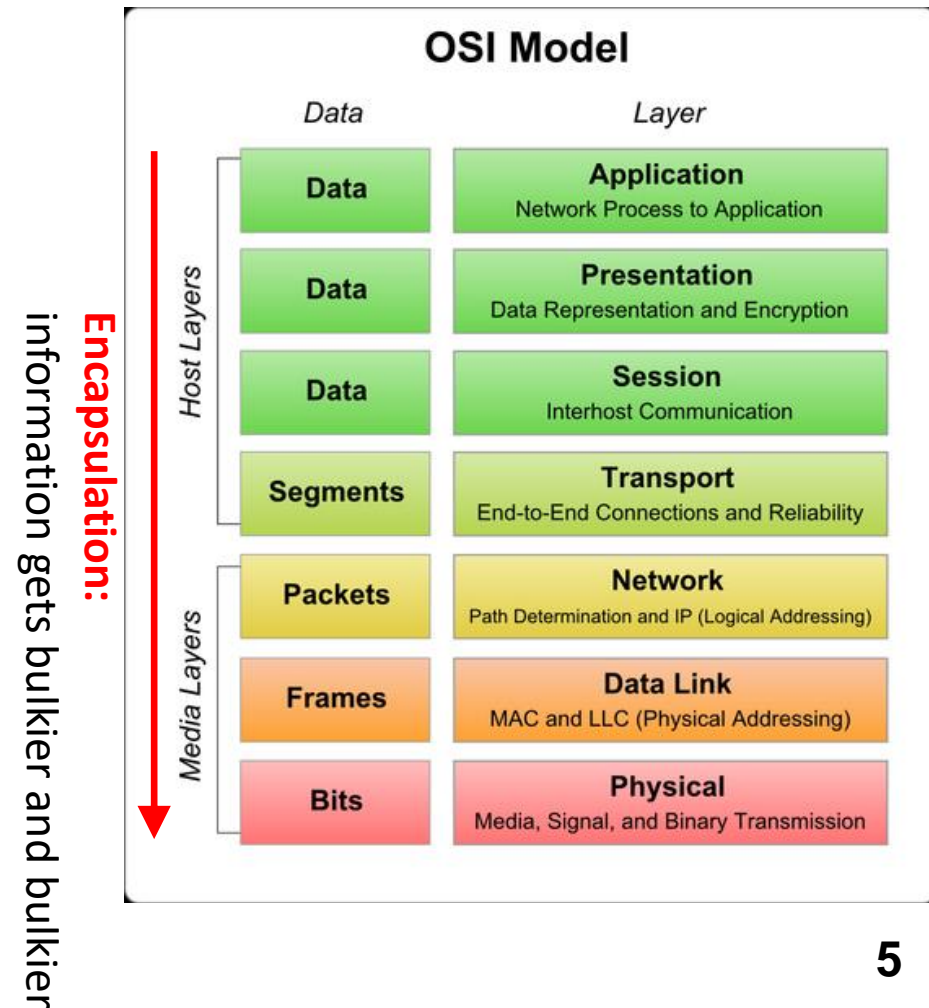 OSI Model
Data
Layer
Encapsulation:
information gets bulkier and bulkier
Host Layers
Data
Application
Network Process to Application
Data
Presentation
Data Representation and Encryption
Data
Session
Interhost Communication
Segments
Transport
End-to-End Connections and Reliability
Media Layers
Packets
Network
Path Determination and IP (Logical Addressing)
Frames
Data Link
MAC and LLC (Physical Addressing)
Bits
Physical
Media, Signal, and Binary Transmission
5